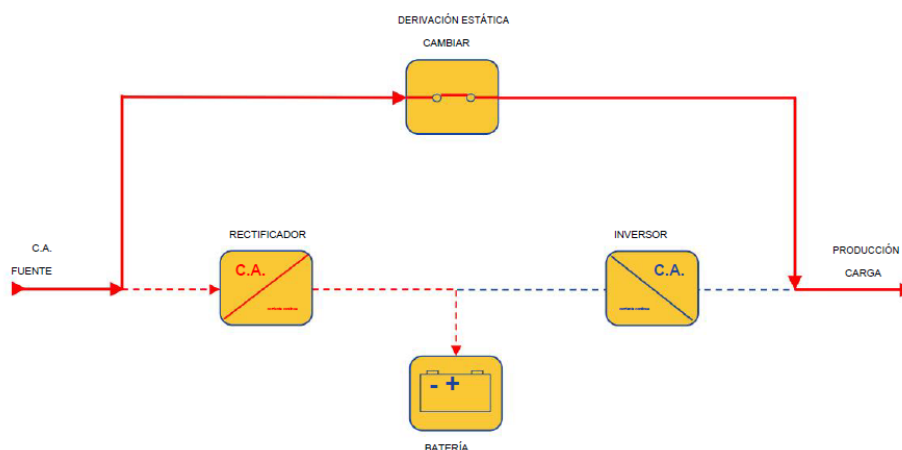 DERIVACIÓN ESTÁTICA
CAMBIAR
RECTIFICADOR
INVERSOR
C.A.
FUENTE
C.A.
C.A.
PRODUCCIÓN
CARGA
- +
BATERÍA